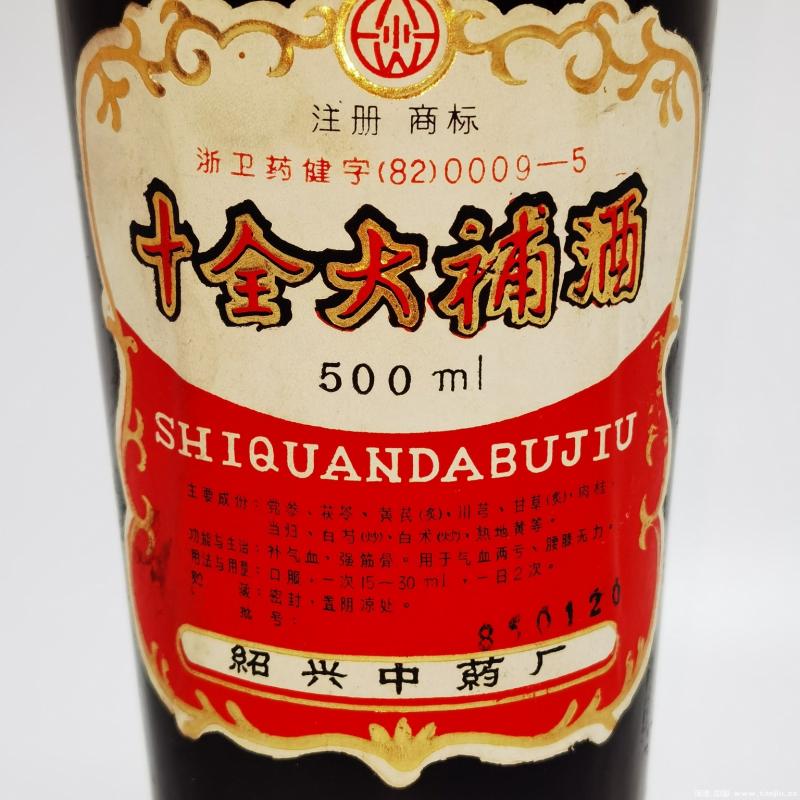 注册 商标
浙卫药健字(82)0009—5
十全大补酒
500 ml
SHIQUANDABUJIU
主要成份：党参、茯苓、黄芪(炙)、川芎、甘草(炙)、肉桂、
当归、白芍(炒)、白术(炒)、熟地黄等。
功能与主治：补气血，强筋骨。用于气血两亏、腰膝无力。
用法与用量：口服，一次15—30 ml，一日2次。
贮藏：密封，置阴凉处。
批号：
紹兴中葯厂